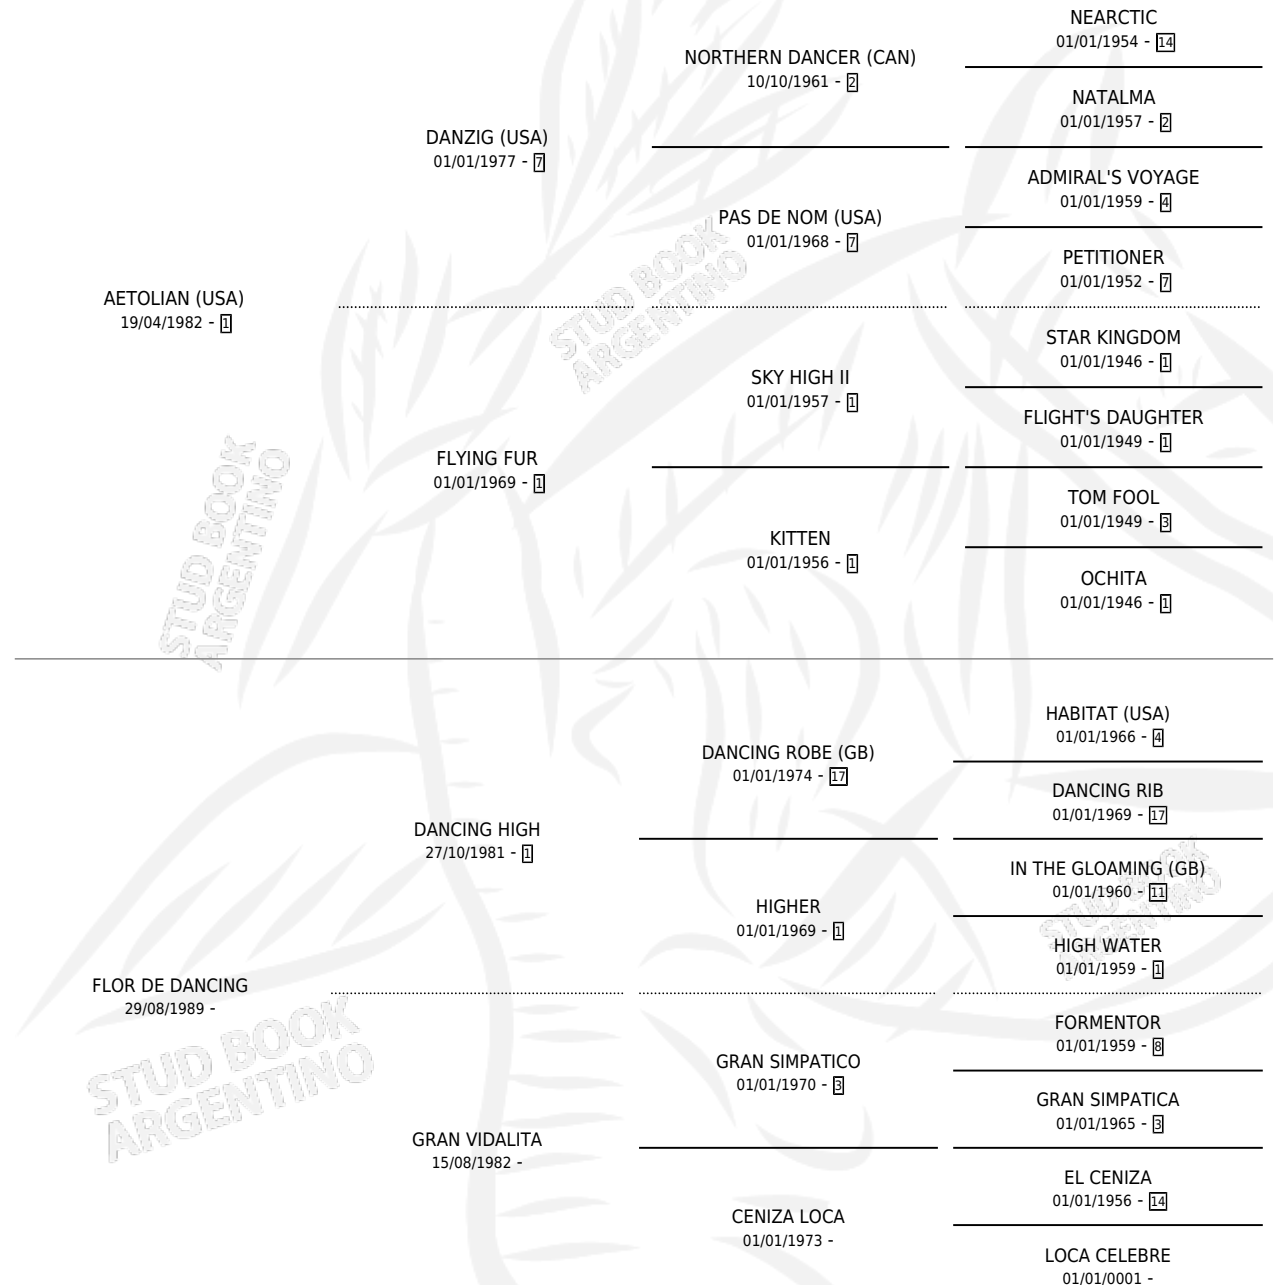 NEARCTIC
01/01/1954 - 14
NORTHERN DANCER (CAN)
10/10/1961 - 2
NATALMA
01/01/1957 - 2
DANZIG (USA)
01/01/1977 - 7
ADMIRAL'S VOYAGE
01/01/1959 - 4
PAS DE NOM (USA)
01/01/1968 - 7
PETITIONER
01/01/1952 - 7
AETOLIAN (USA)
19/04/1982 - 1
STAR KINGDOM
01/01/1946 - 1
SKY HIGH II
01/01/1957 - 1
FLIGHT'S DAUGHTER
01/01/1949 - 1
FLYING FUR
01/01/1969 - 1
TOM FOOL
01/01/1949 - 3
KITTEN
01/01/1956 - 1
OCHITA
01/01/1946 - 1
HABITAT (USA)
01/01/1966 - 4
DANCING ROBE (GB)
01/01/1974 - 17
DANCING RIB
01/01/1969 - 17
DANCING HIGH
27/10/1981 - 1
IN THE GLOAMING (GB)
01/01/1960 - 11
HIGHER
01/01/1969 - 1
HIGH WATER
01/01/1959 - 1
FLOR DE DANCING
29/08/1989 -
FORMENTOR
01/01/1959 - 8
GRAN SIMPATICO
01/01/1970 - 3
GRAN SIMPATICA
01/01/1965 - 3
GRAN VIDALITA
15/08/1982 -
EL CENIZA
01/01/1956 - 14
CENIZA LOCA
01/01/1973 -
LOCA CELEBRE
01/01/0001 -
STUD BOOK
ARGENTINO
STUD BOOK
ARGENTINO
STUD BOOK
ARGENTINO
STUD BOOK
ARGENTINO